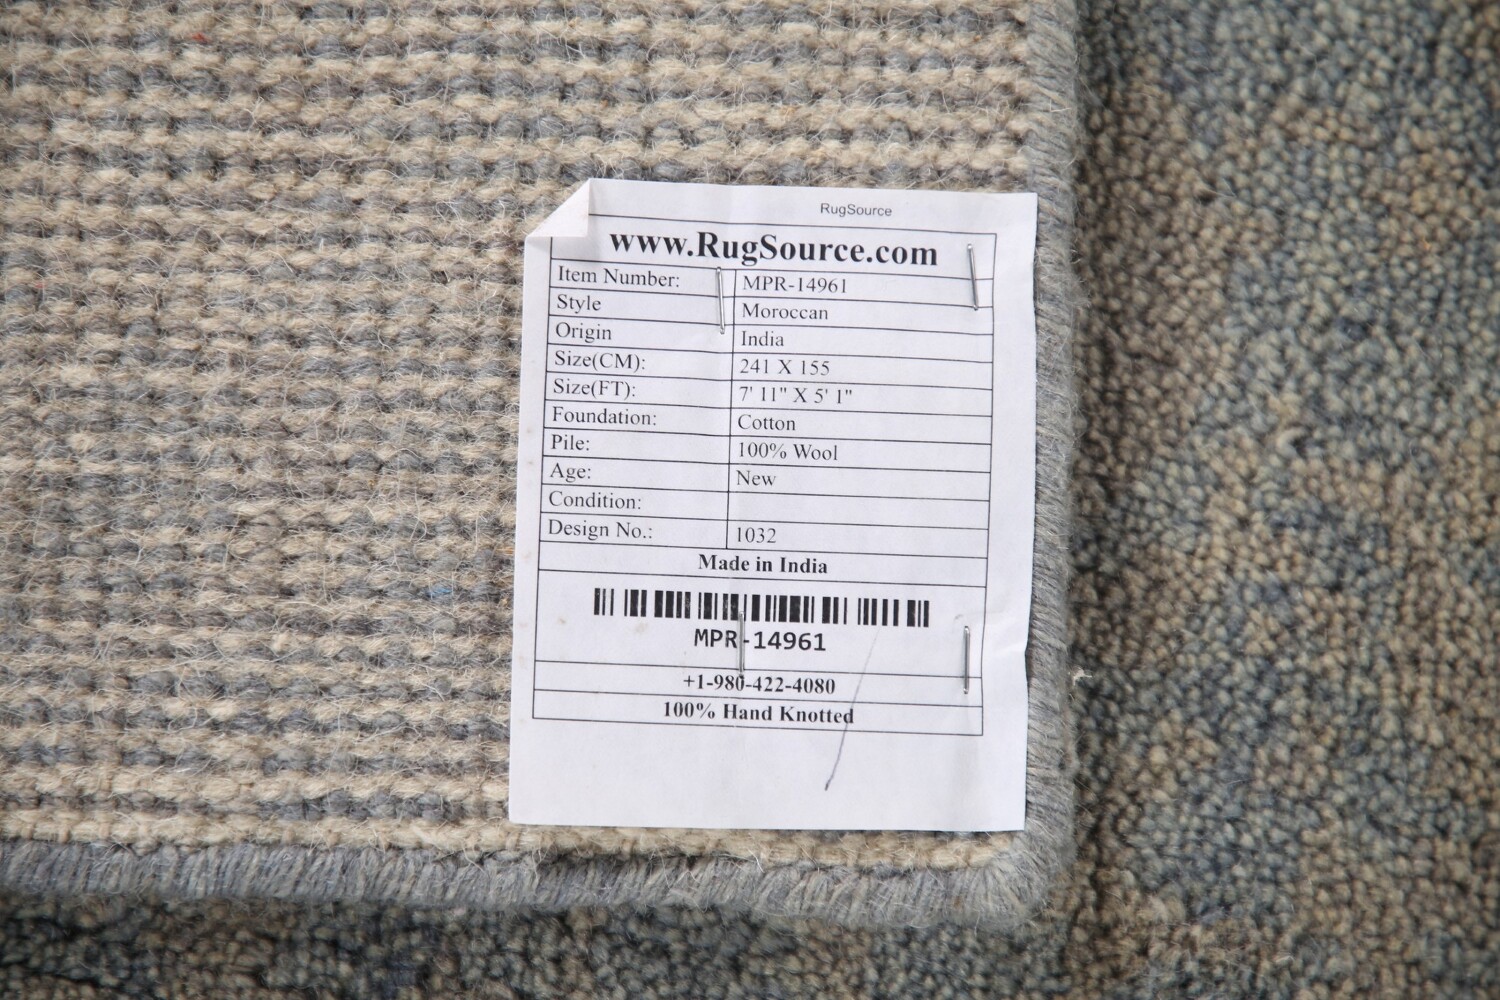 RugSource
www.RugSource.com
Item Number: MPR-14961
Style Moroccan
Origin India
Size(CM): 241 X 155
Size(FT): 7' 11" X 5' 1"
Foundation: Cotton
Pile: 100% Wool
Age: New
Condition:
Design No.: 1032
Made in India
MPR-14961
+1-980-422-4080
100% Hand Knotted